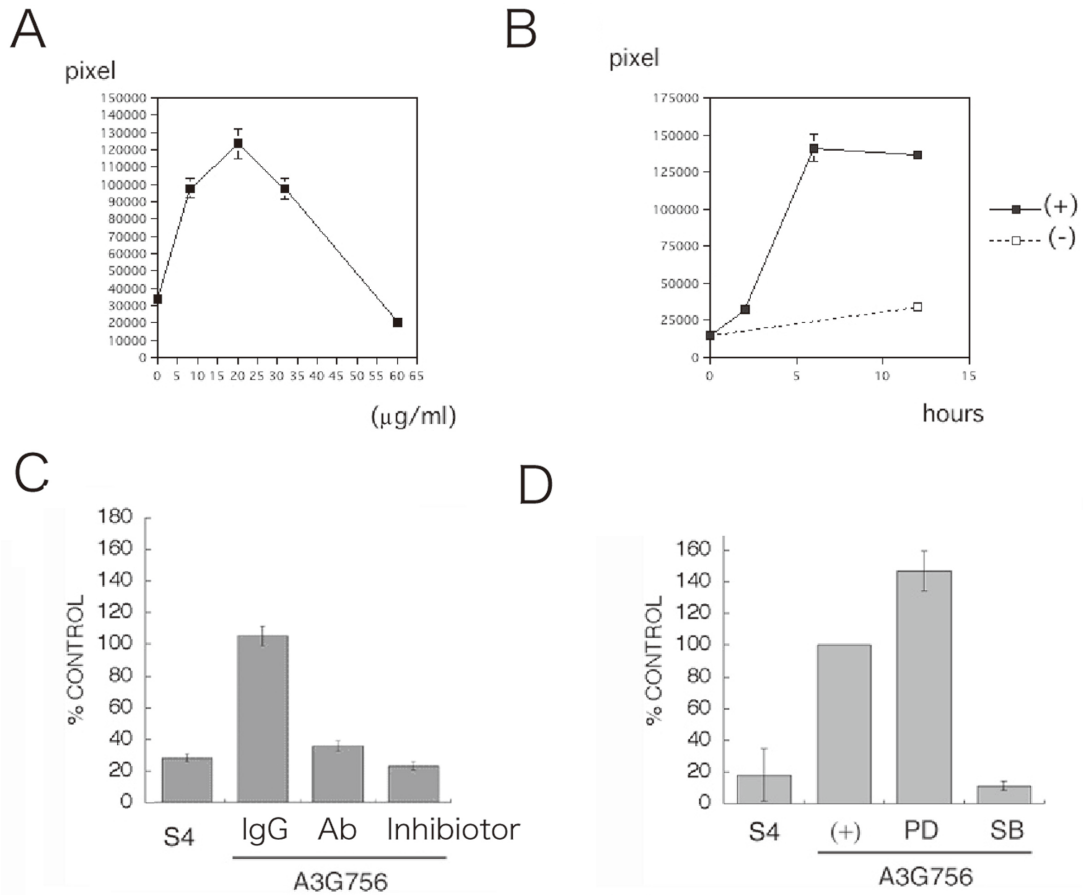 A
pixel
150000
140000
130000
120000
110000
100000
90000
80000
70000
60000
50000
40000
30000
20000
10000
0
0 5 10 15 20 25 30 35 40 45 50 55 60 65
(μg/ml)
B
pixel
175000
150000
125000
100000
75000
50000
25000
0
0 5 10 15
hours
(+)
(-)
C
% CONTROL
180
160
140
120
100
80
60
40
20
0
S4 IgG Ab Inhibiotor
A3G756
D
% CONTROL
160
140
120
100
80
60
40
20
0
S4 (+) PD SB
A3G756